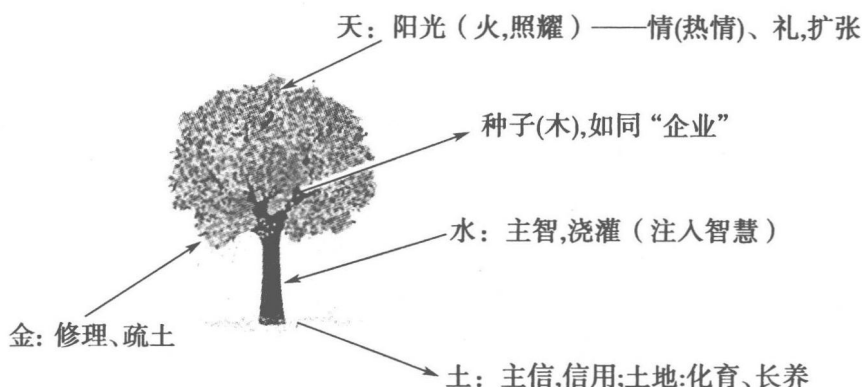 天：阳光（火,照耀）——情(热情)、礼,扩张
种子(木),如同“企业”
水：主智,浇灌（注入智慧）
金：修理、疏土
土：主信,信用;土地:化育、长养